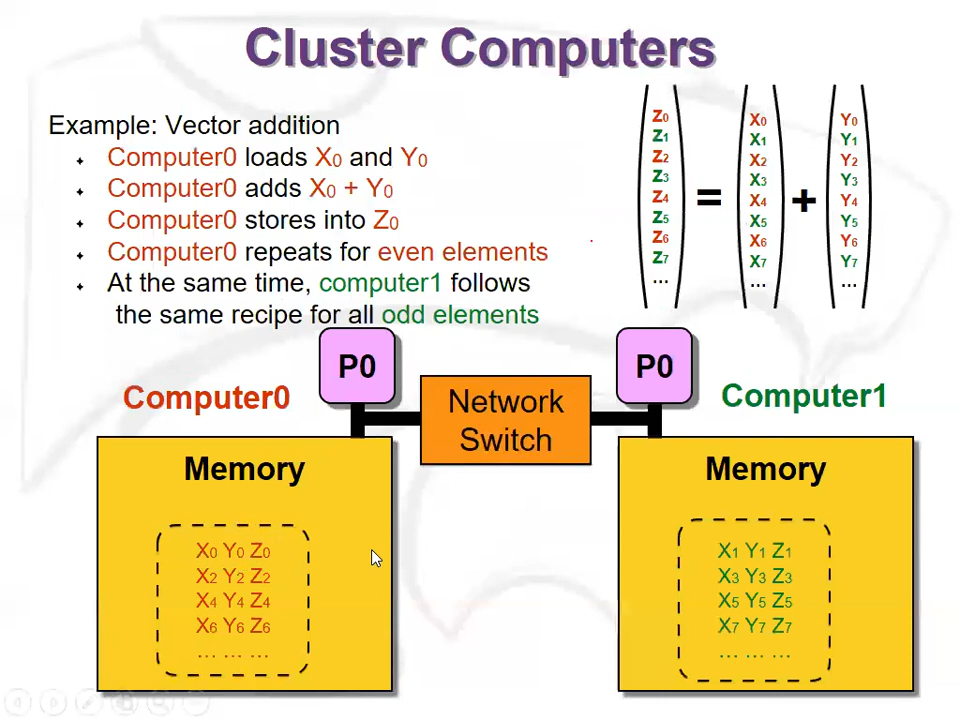 Cluster Computers
Example: Vector addition
Computer0 loads X0 and Y0
Computer0 adds X0 + Y0
Computer0 stores into Z0
Computer0 repeats for even elements
At the same time, computer1 follows
the same recipe for all odd elements
Z0
Z1
Z2
Z3
Z4
Z5
Z6
Z7
...
=
X0
X1
X2
X3
X4
X5
X6
X7
...
+
Y0
Y1
Y2
Y3
Y4
Y5
Y6
Y7
...
P0
Computer0
Network
Switch
P0
Computer1
Memory
X0 Y0 Z0
X2 Y2 Z2
X4 Y4 Z4
X6 Y6 Z6
... ... ...
Memory
X1 Y1 Z1
X3 Y3 Z3
X5 Y5 Z5
X7 Y7 Z7
... ... ...